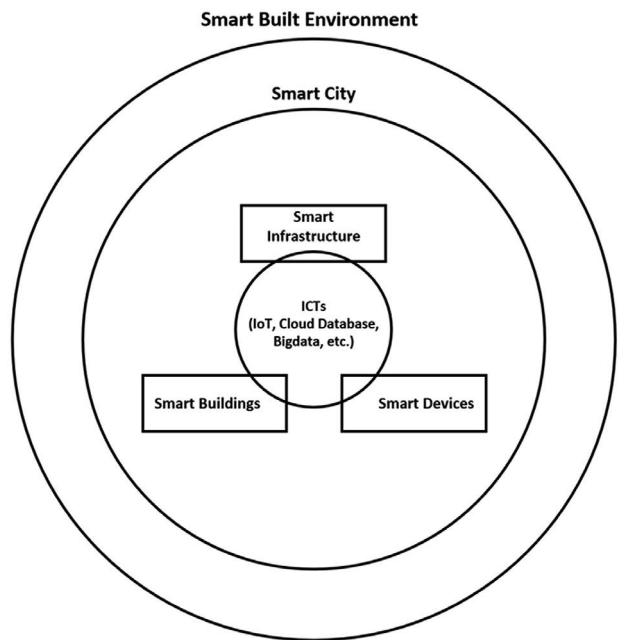 Smart Built Environment
Smart City
Smart
Infrastructure
ICTs
(IoT, Cloud Database,
Bigdata, etc.)
Smart Buildings
Smart Devices